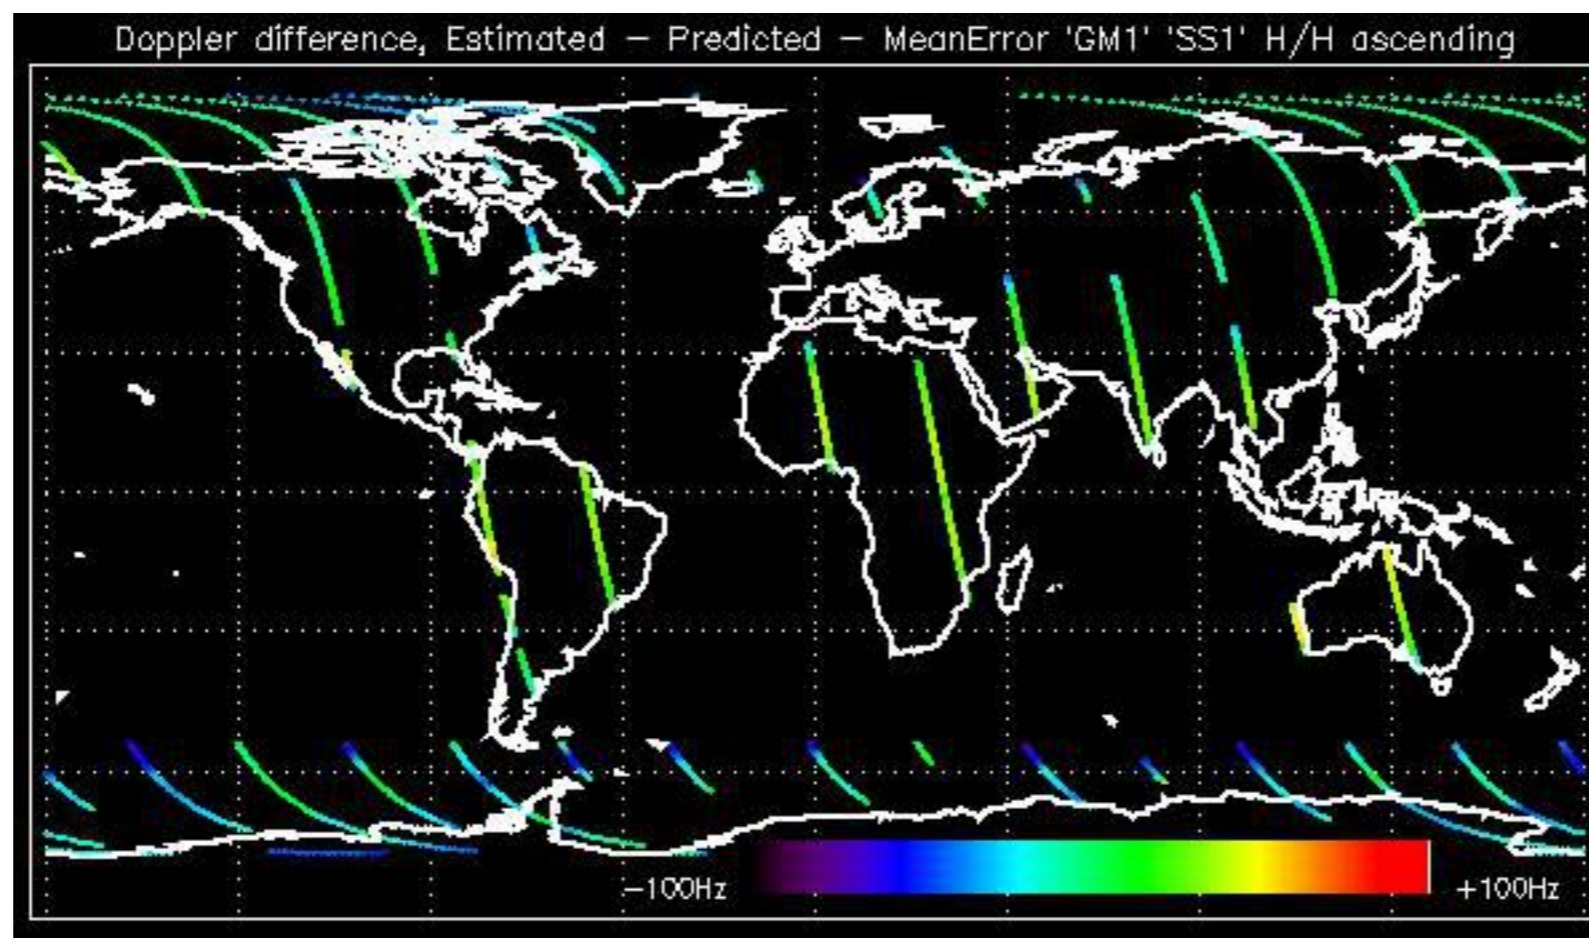 Doppler difference, Estimated — Predicted — MeanError 'GM1' 'SS1' H/H ascending
−100Hz
+100Hz